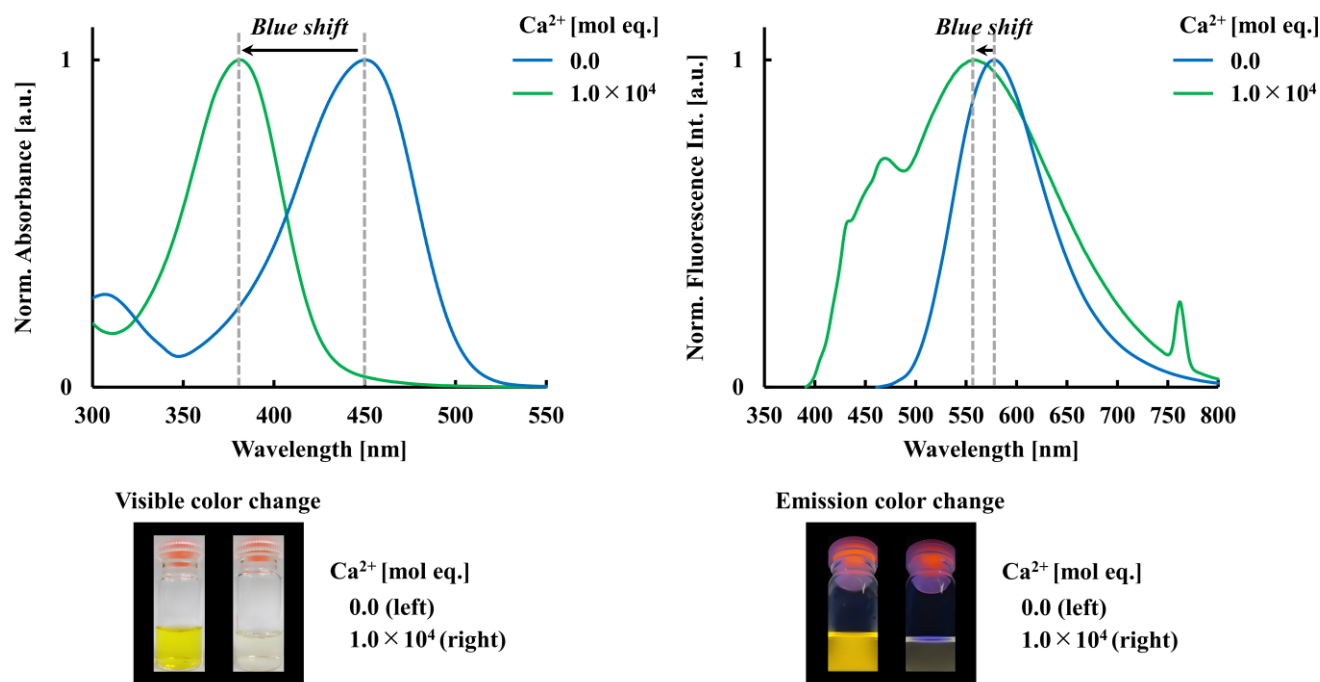 Blue shift
Ca²⁺ [mol eq.]
0.0
1.0×10⁴
1
0
Norm. Absorbance [a.u.]
300 350 400 450 500 550
Wavelength [nm]
Blue shift
Ca²⁺ [mol eq.]
0.0
1.0×10⁴
1
0
Norm. Fluorescence Int. [a.u.]
350 400 450 500 550 600 650 700 750 800
Wavelength [nm]
Visible color change
Ca²⁺ [mol eq.]
0.0 (left)
1.0×10⁴ (right)
Emission color change
Ca²⁺ [mol eq.]
0.0 (left)
1.0×10⁴ (right)